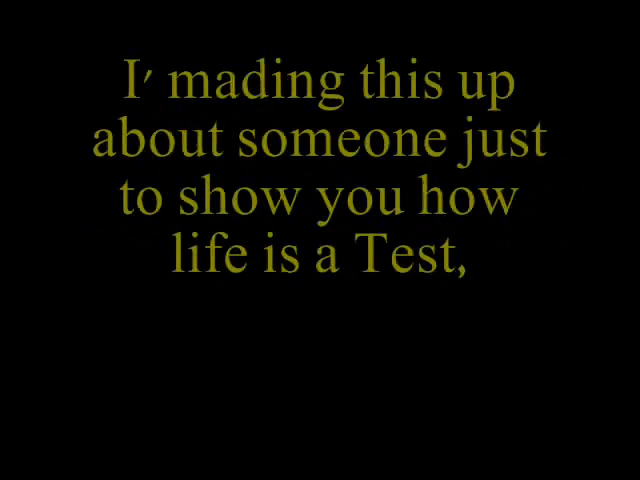 I' mading this up
about someone just
to show you how
life is a Test,